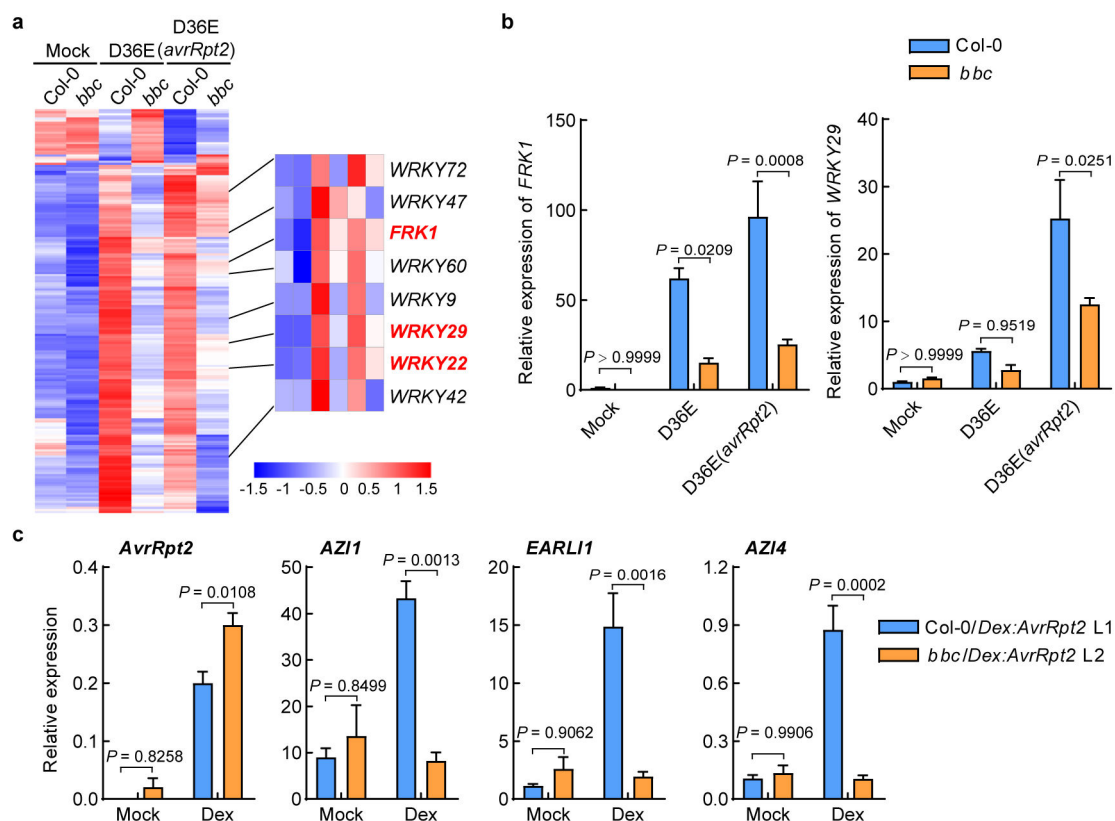 a
Mock
D36E
D36E
(avrRpt2)
Col-0
bbc
Col-0
bbc
Col-0
bbc
WRKY72
WRKY47
FRK1
WRKY60
WRKY9
WRKY29
WRKY22
WRKY42
-1.5
-1
-0.5
0
0.5
1
1.5
b
Col-0
bbc
Relative expression of FRK1
150
100
50
0
P > 0.9999
P = 0.0209
P = 0.0008
Mock
D36E
D36E(avrRpt2)
Relative expression of WRKY29
40
30
20
10
0
P > 0.9999
P = 0.9519
P = 0.0251
Mock
D36E
D36E(avrRpt2)
c
Relative expression
AvrRpt2
0.4
0.3
0.2
0.1
0.0
P = 0.8258
P = 0.0108
Mock
Dex
AZI1
50
40
30
20
10
0
P = 0.8499
P = 0.0013
Mock
Dex
EARLI1
20
15
10
5
0
P = 0.9062
P = 0.0016
Mock
Dex
AZI4
1.2
0.9
0.6
0.3
0.0
P = 0.9906
P = 0.0002
Mock
Dex
Col-0/Dex:AvrRpt2 L1
bbc/Dex:AvrRpt2 L2